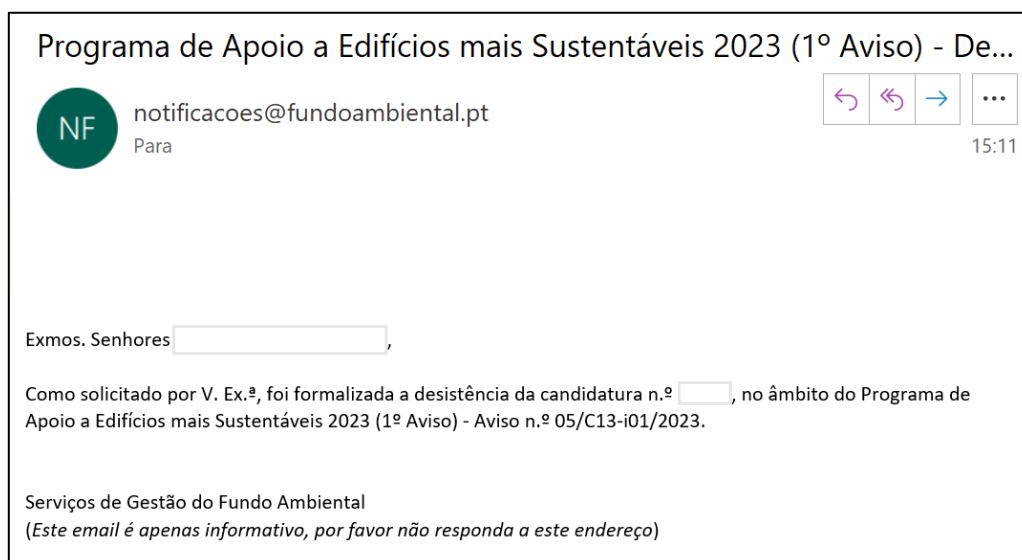 Programa de Apoio a Edifícios mais Sustentáveis 2023 (1º Aviso) - De...
NF
notificacoes@fundoambiental.pt
Para
15:11
Exmos. Senhores ,
Como solicitado por V. Ex.ª, foi formalizada a desistência da candidatura n.º , no âmbito do Programa de
Apoio a Edifícios mais Sustentáveis 2023 (1º Aviso) - Aviso n.º 05/C13-i01/2023.
Serviços de Gestão do Fundo Ambiental
(Este email é apenas informativo, por favor não responda a este endereço)